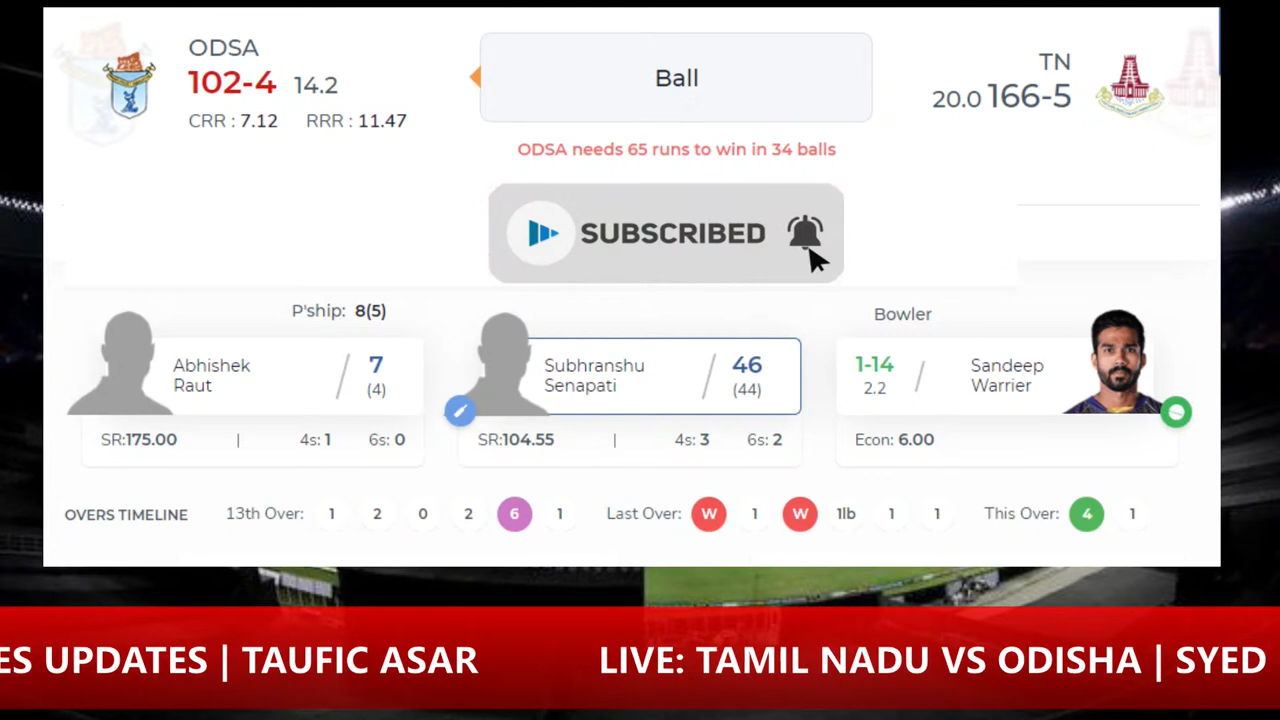 ODSA
102-4 14.2
CRR : 7.12 RRR : 11.47
Ball
TN
20.0 166-5
ODSA needs 65 runs to win in 34 balls
SUBSCRIBED
P'ship: 8(5)
Bowler
Abhishek
Raut
7
(4)
SR:175.00 | 4s: 1 6s: 0
Subhranshu
Senapati
46
(44)
SR:104.55 | 4s: 3 6s: 2
1-14
2.2
Sandeep
Warrier
Econ: 6.00
OVERS TIMELINE 13th Over: 1 2 0 2 6 1 Last Over: W 1 W 1lb 1 1 This Over: 4 1
ES UPDATES | TAUFIC ASAR LIVE: TAMIL NADU VS ODISHA | SYED